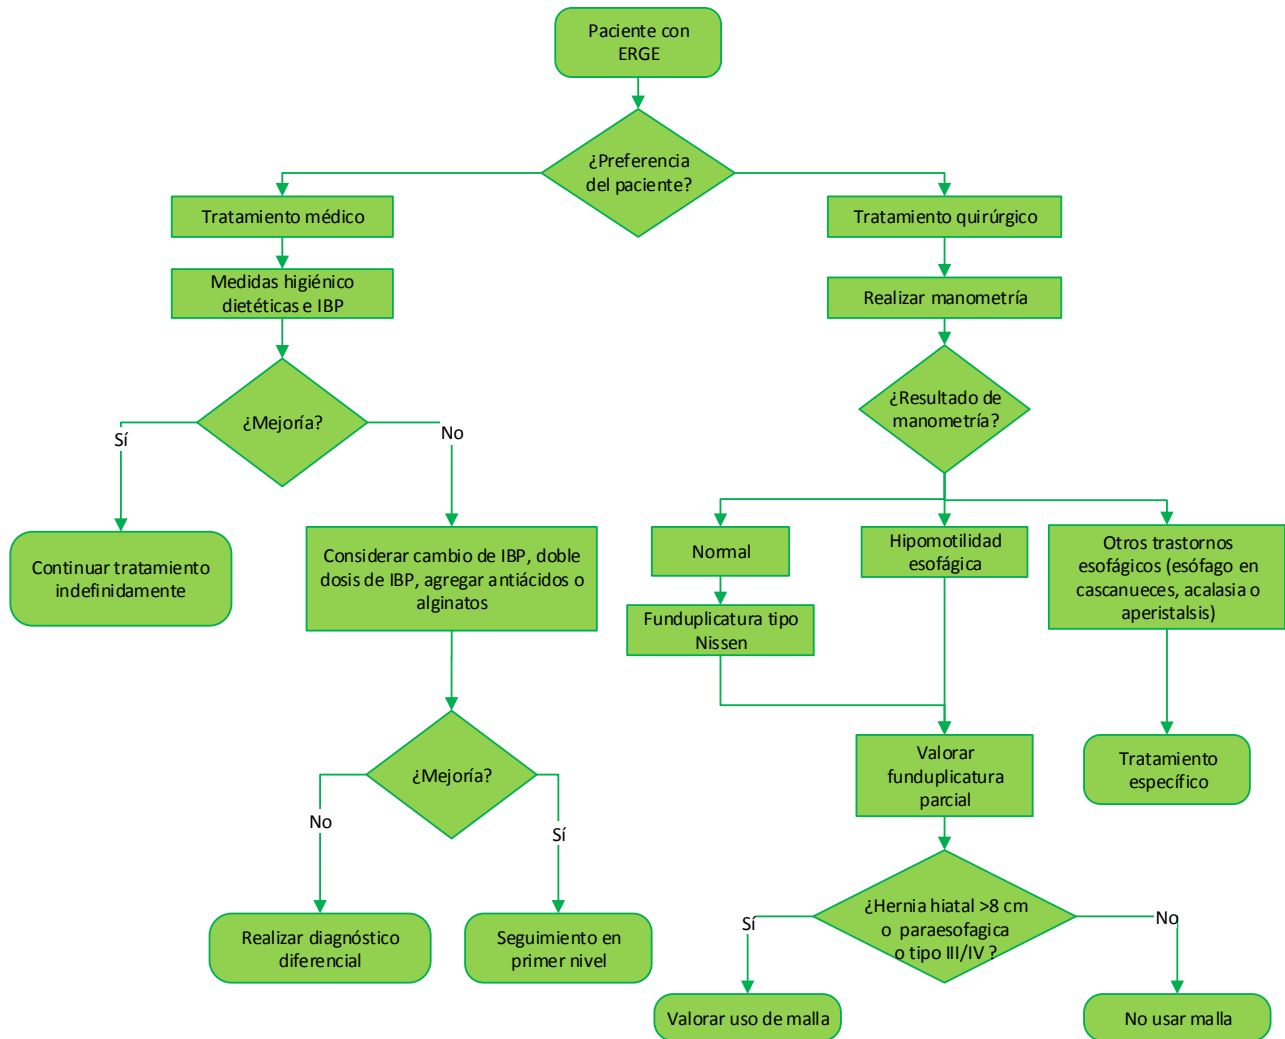 Paciente con
ERGE
¿Preferencia
del paciente?
Tratamiento médico
Tratamiento quirúrgico
Medidas higiénico
dietéticas e IBP
Realizar manometría
¿Mejoría?
¿Resultado de
manometría?
Sí
No
Continuar tratamiento
indefinidamente
Considerar cambio de IBP, doble
dosis de IBP, agregar antiácidos o
alginatos
Normal
Hipomotilidad
esofágica
Otros trastornos
esofágicos (esófago en
cascanueces, acalasia o
aperistalsis)
Funduplicatura tipo
Nissen
¿Mejoría?
Valorar
funduplicatura
parcial
Tratamiento
específico
No
Sí
Realizar diagnóstico
diferencial
Seguimiento en
primer nivel
¿Hernia hiatal >8 cm
o paraesofagica
o tipo III/IV ?
Sí
No
Valorar uso de malla
No usar malla